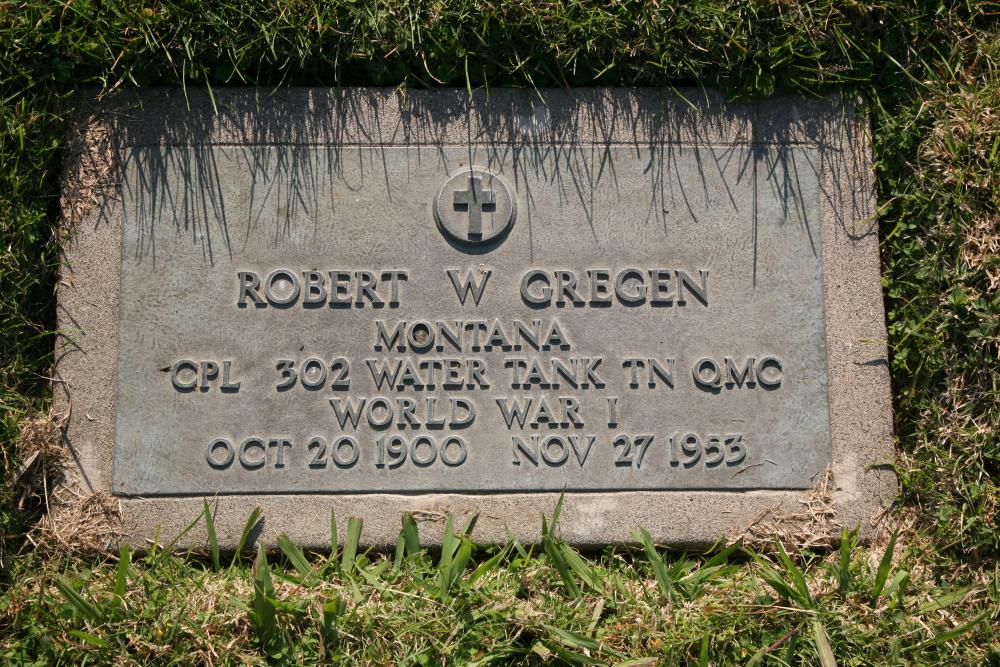 ROBERT W GREGEN
MONTANA
CPL 302 WATER TANK TN QMC
WORLD WAR I
OCT 20 1900 NOV 27 1953